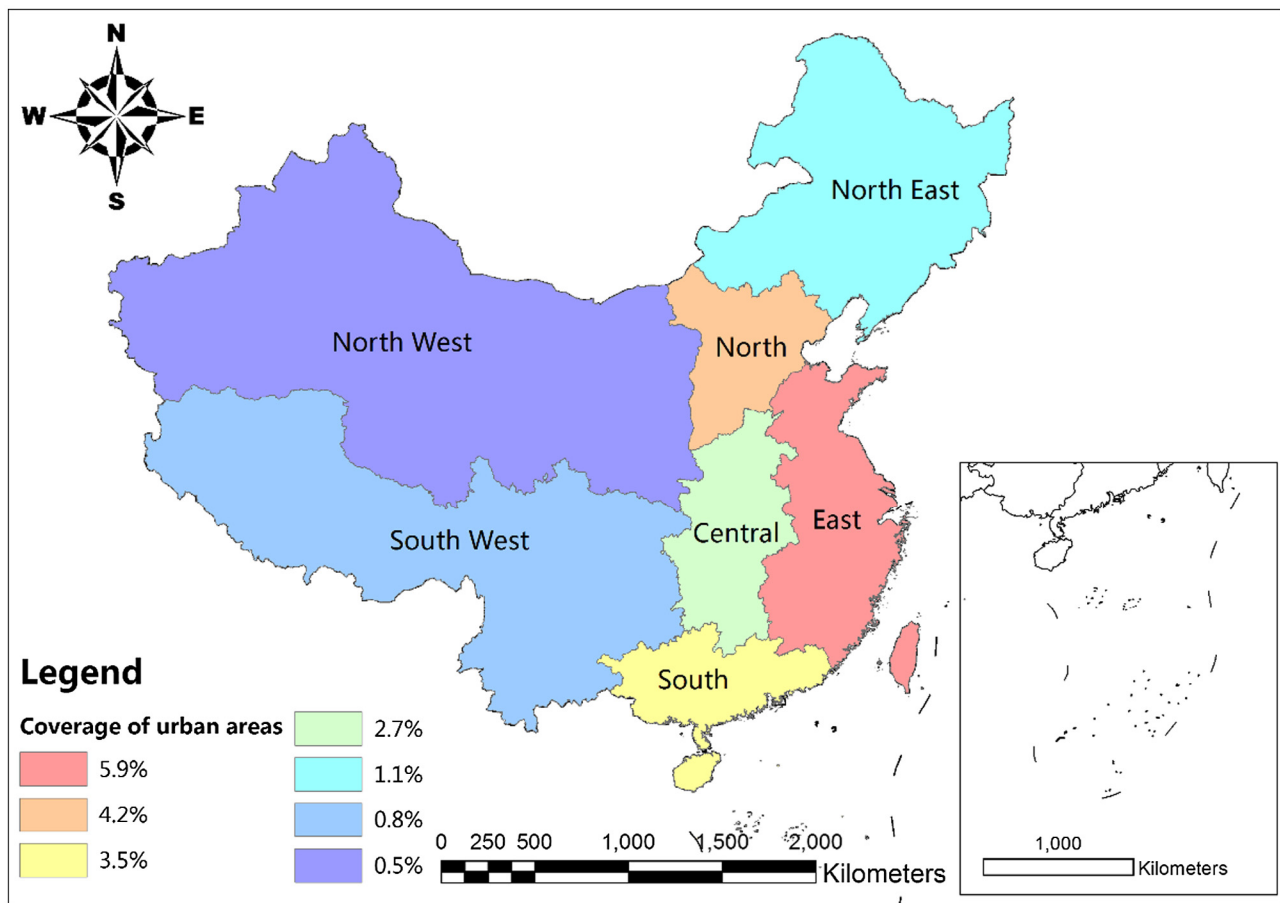 N
W E
S
North East
North West
North
South West
Central
East
South
Legend
Coverage of urban areas
5.9%
4.2%
3.5%
2.7%
1.1%
0.8%
0.5%
0 250 500 1,000 1,500 2,000
Kilometers
1,000
Kilometers